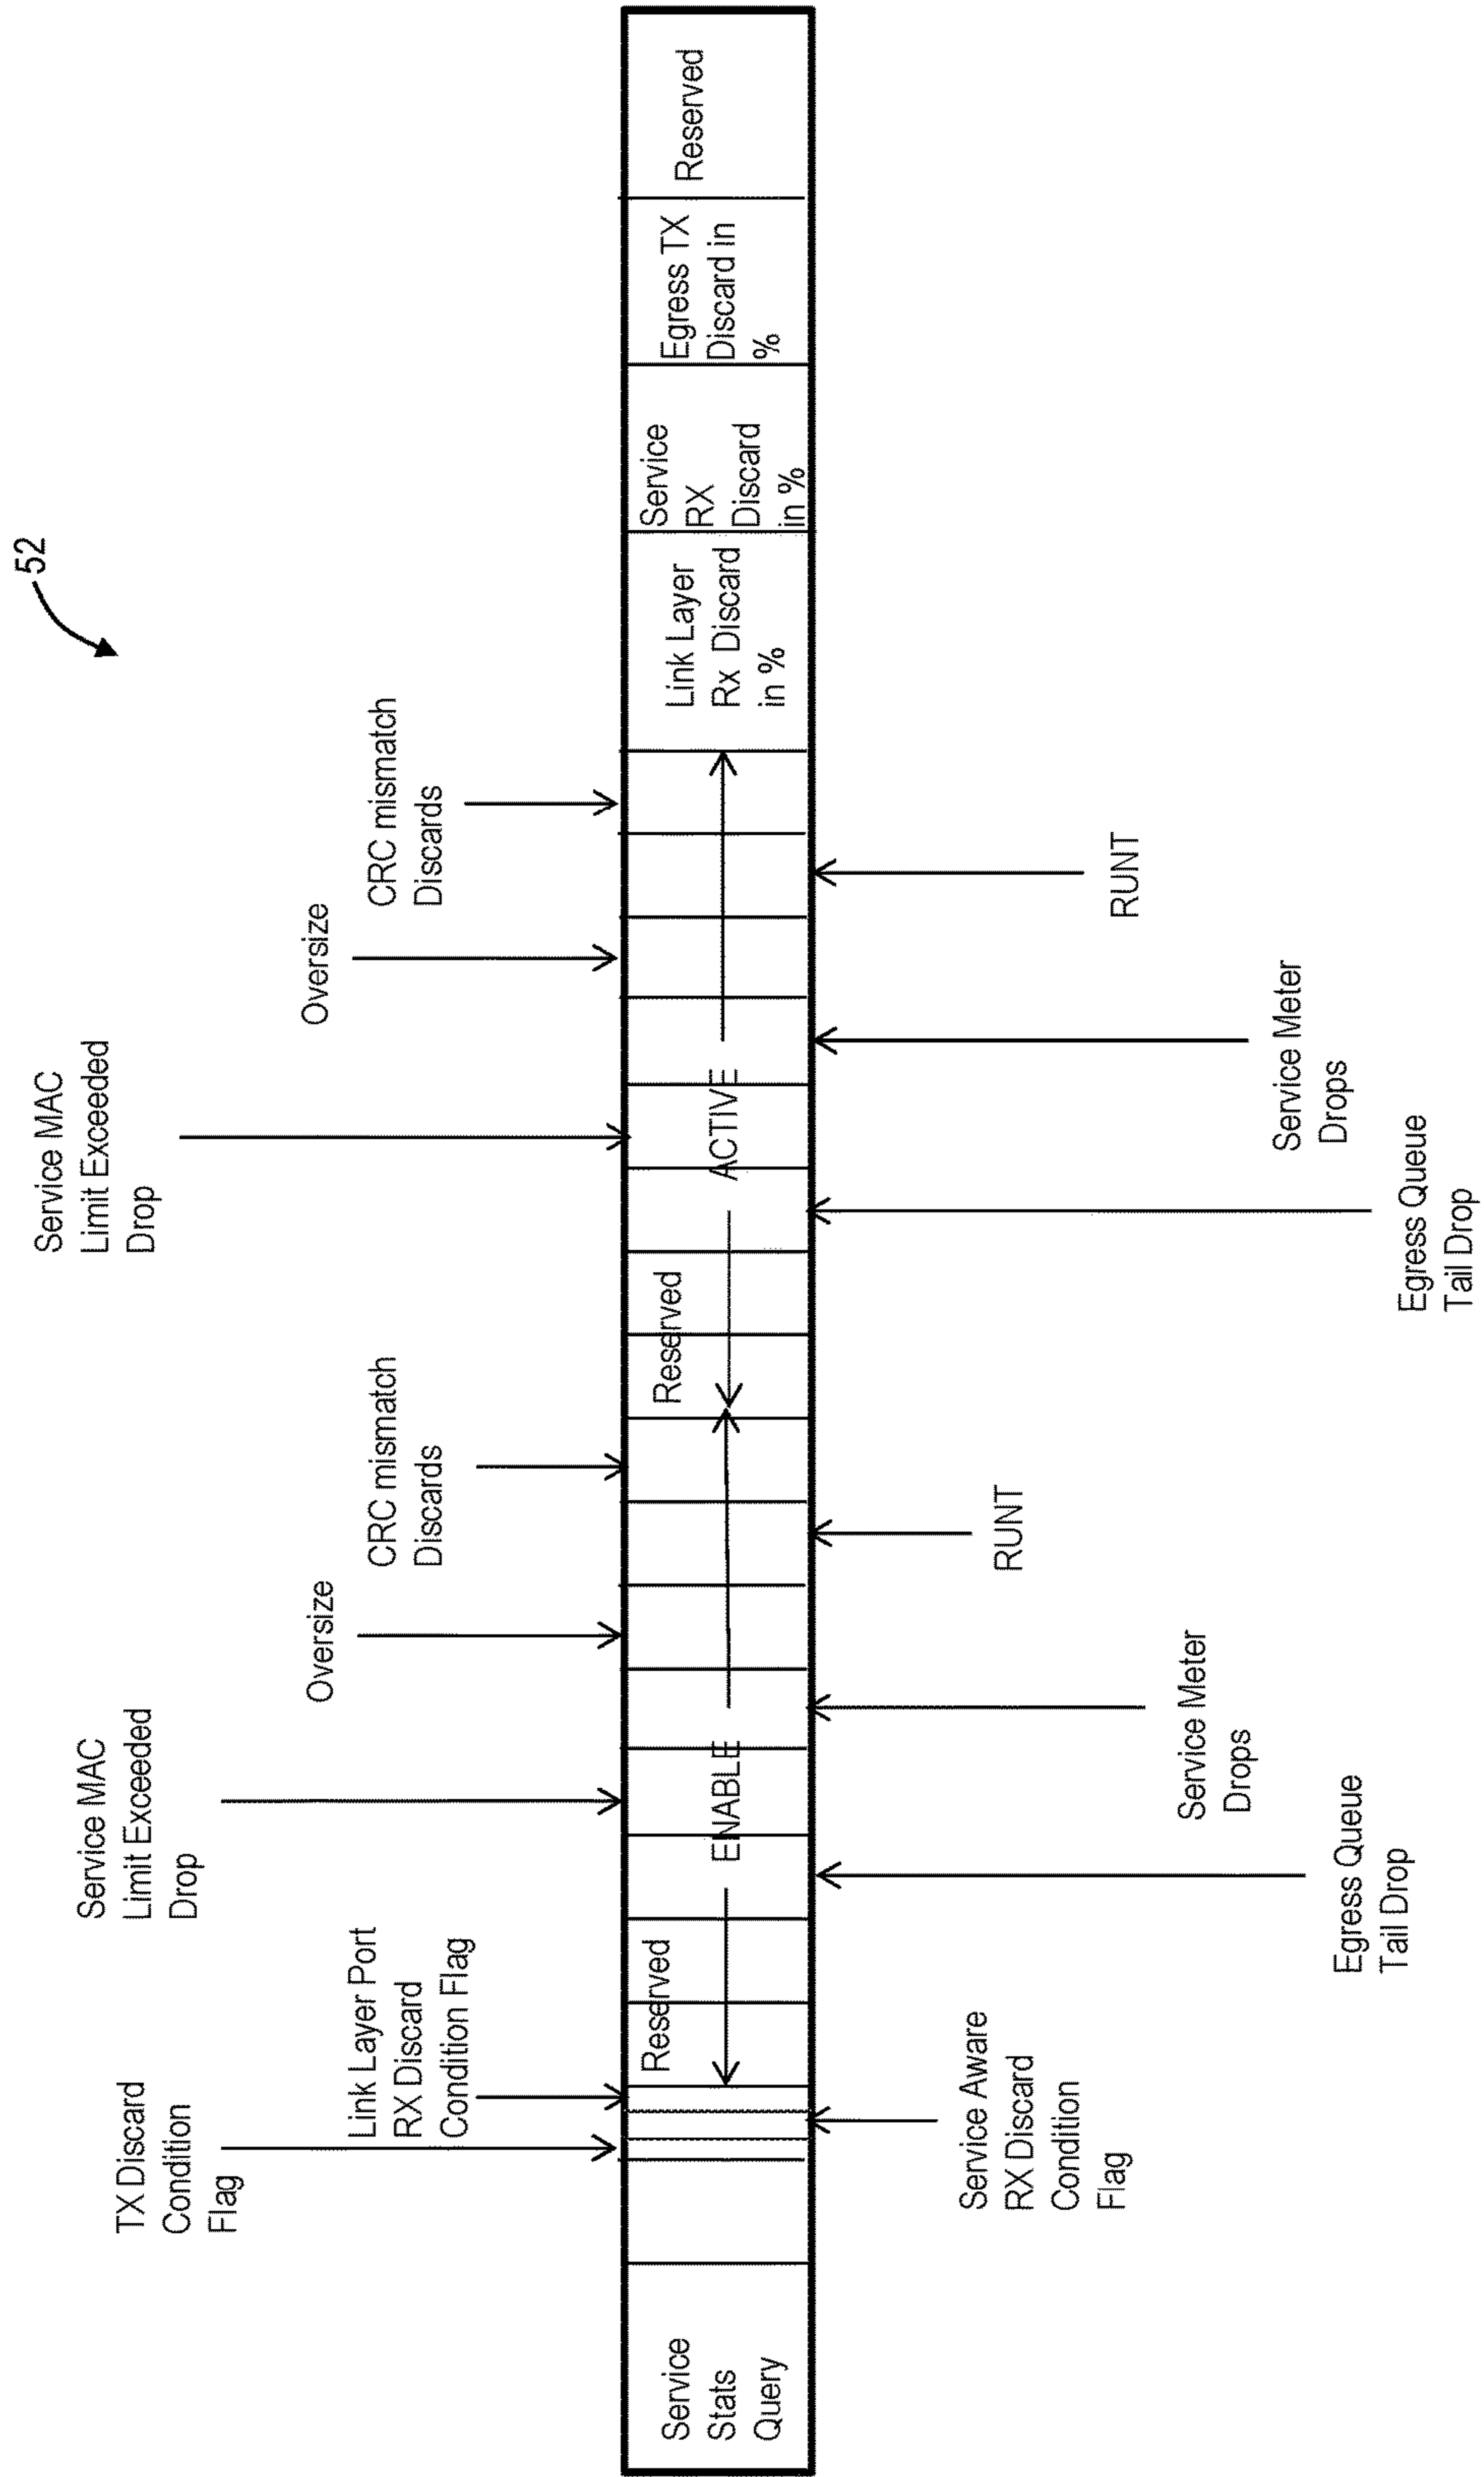 52
Service MAC
Limit Exceeded
Drop
Oversize
CRC mismatch
Discards
Service MAC
Limit Exceeded
Drop
Oversize
CRC mismatch
Discards
TX Discard
Condition
Flag
Link Layer Port
RX Discard
Condition Flag
Service
Stats
Query
Reserved
ENABLE
Reserved
ACTIVE
Link Layer
Rx Discard
in %
Service
RX
Discard
in %
Egress TX
Discard in
%
Reserved
Service Aware
RX Discard
Condition
Flag
Egress Queue
Tail Drop
Service Meter
Drops
RUNT
Egress Queue
Tail Drop
Service Meter
Drops
RUNT